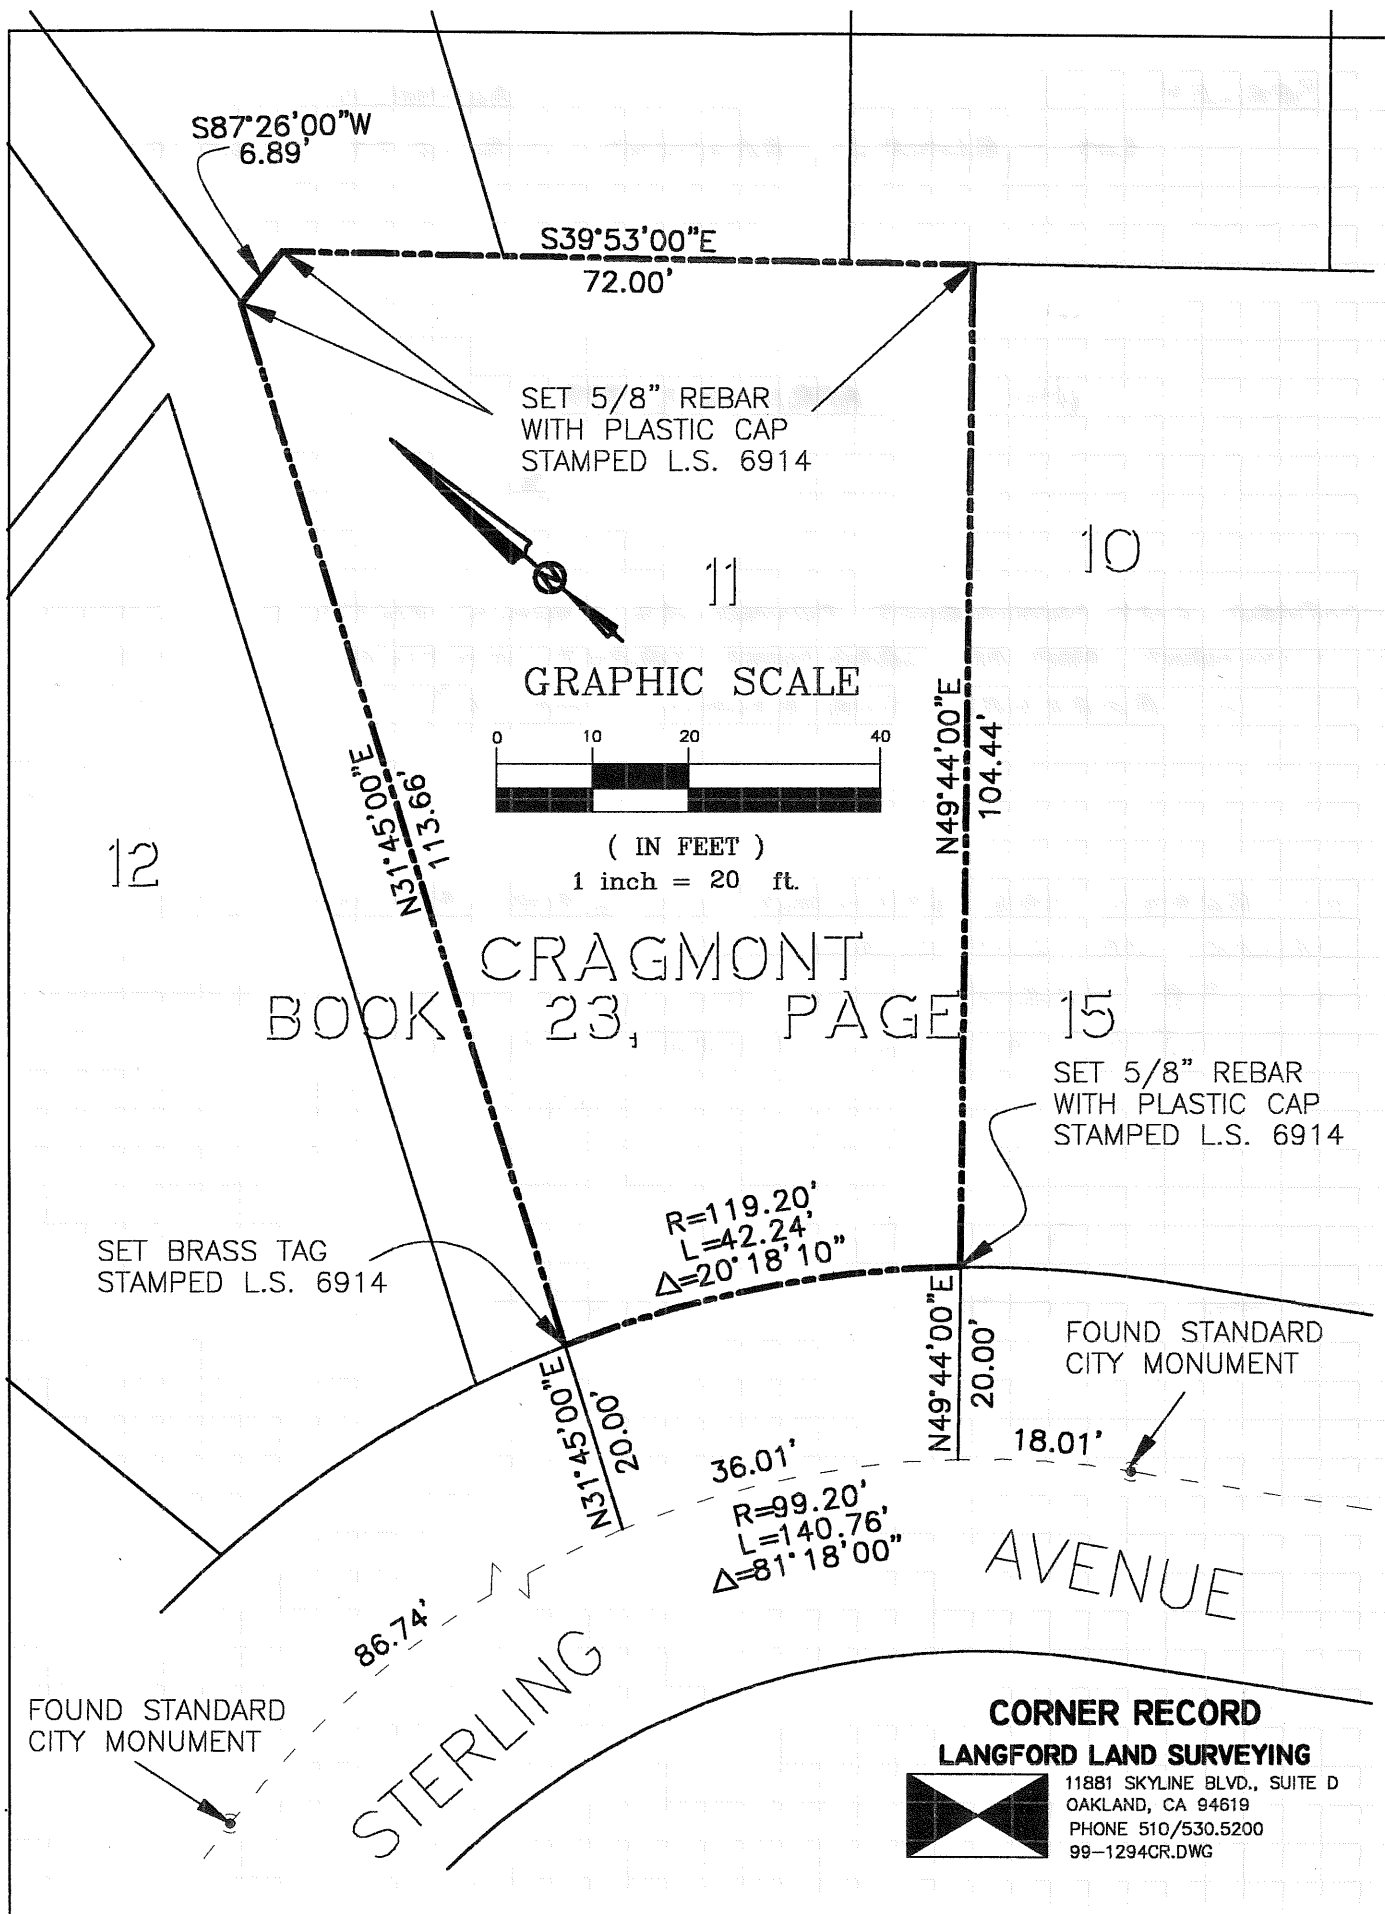 S87°26'00"W
6.89'
S39°53'00"E
72.00'
SET 5/8" REBAR
WITH PLASTIC CAP
STAMPED L.S. 6914
N
11
10
GRAPHIC SCALE
0 10 20 40
( IN FEET )
1 inch = 20 ft.
N31°45'00"E
113.66'
N49°44'00"E
104.44'
12
CRAGMONT
BOOK 23, PAGE 15
SET 5/8" REBAR
WITH PLASTIC CAP
STAMPED L.S. 6914
R=119.20'
L=42.24'
Δ=20°18'10"
SET BRASS TAG
STAMPED L.S. 6914
N31°45'00"E
20.00'
N49°44'00"E
20.00'
FOUND STANDARD
CITY MONUMENT
18.01'
36.01'
R=99.20'
L=140.76'
Δ=81°18'00"
86.74'
STERLING AVENUE
FOUND STANDARD
CITY MONUMENT
CORNER RECORD
LANGFORD LAND SURVEYING
11881 SKYLINE BLVD., SUITE D
OAKLAND, CA 94619
PHONE 510/530.5200
99-1294CR.DWG